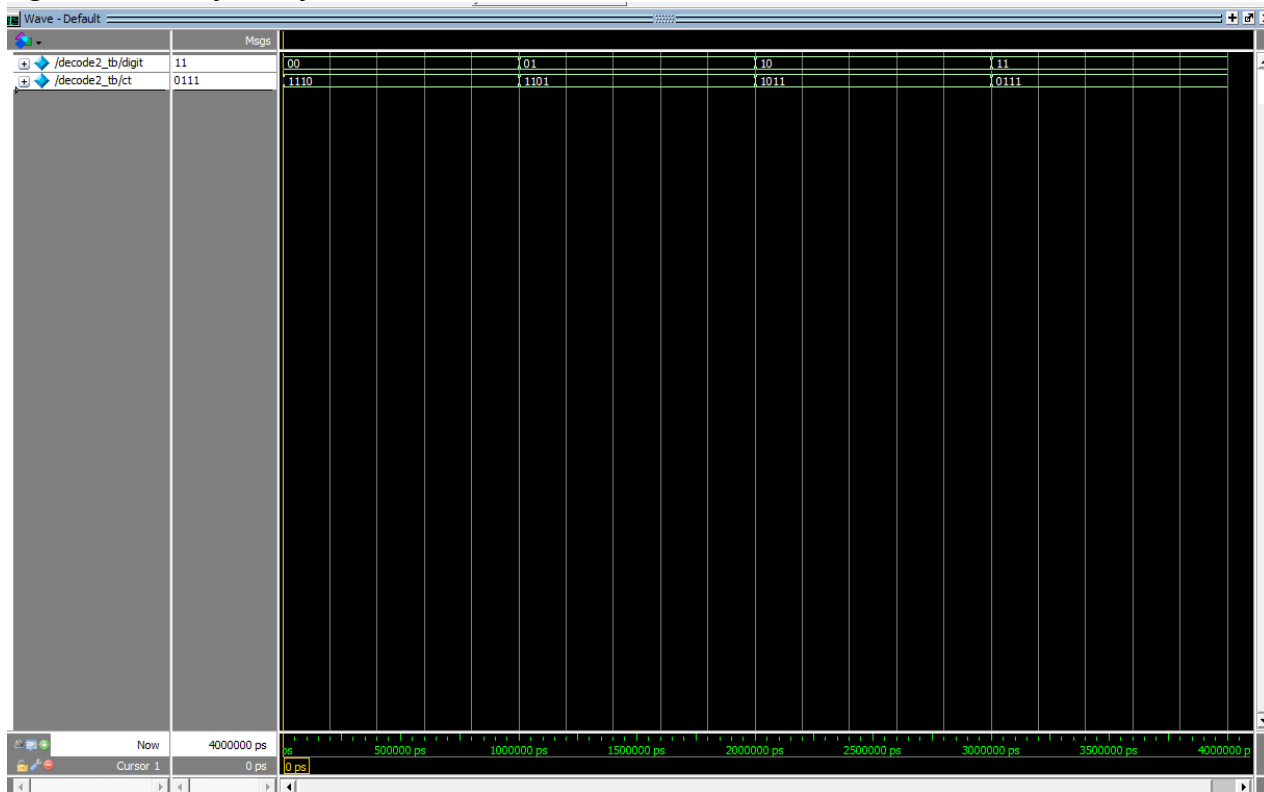 Wave - Default
Msgs
/decode2_tb/digit 11 00 01 10 11
/decode2_tb/ct 0111 1110 1101 1011 0111
Now 4000000 ps ps 500000 ps 1000000 ps 1500000 ps 2000000 ps 2500000 ps 3000000 ps 3500000 ps 4000000 p
Cursor 1 0 ps 0 ps